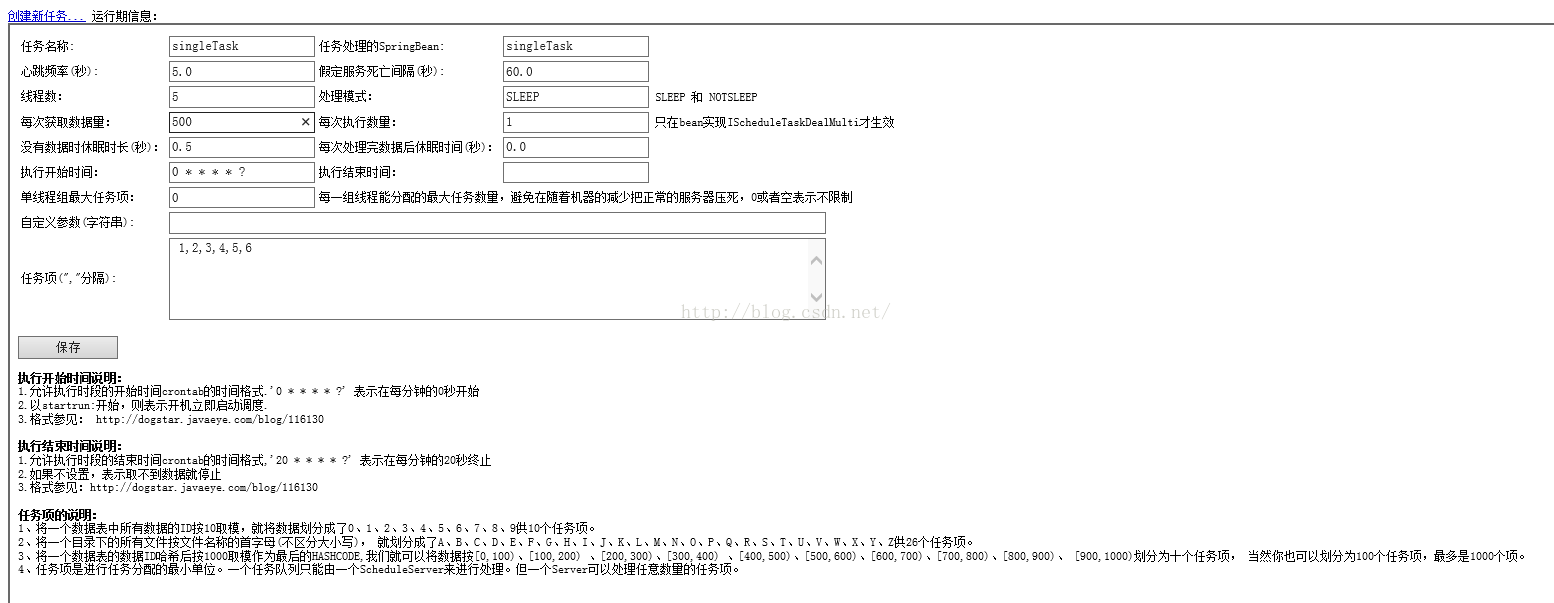 创建新任务... 运行期信息:
任务名称: singleTask 任务处理的SpringBean: singleTask
心跳频率(秒): 5.0 假定服务死亡间隔(秒): 60.0
线程数: 5 处理模式: SLEEP SLEEP 和 NOTSLEEP
每次获取数据量: 500 × 每次执行数量: 1 只在bean实现IScheduleTaskDealMulti才生效
没有数据时休眠时长(秒): 0.5 每次处理完数据后休眠时间(秒): 0.0
执行开始时间: 0 * * * * ? 执行结束时间:
单线程组最大任务项: 0 每一组线程能分配的最大任务数量，避免在随着机器的减少把正常的服务器压死，0或者空表示不限制
自定义参数(字符串):
任务项(","分隔): 1,2,3,4,5,6
http://blog.csdn.net/
保存
执行开始时间说明:
1.允许执行时段的开始时间crontab的时间格式.'0 * * * * ?' 表示在每分钟的0秒开始
2.以startrun:开始，则表示开机立即启动调度.
3.格式参见: http://dogstar.javaeye.com/blog/116130
执行结束时间说明:
1.允许执行时段的结束时间crontab的时间格式,'20 * * * * ?' 表示在每分钟的20秒终止
2.如果不设置，表示取不到数据就停止
3.格式参见: http://dogstar.javaeye.com/blog/116130
任务项的说明:
1、将一个数据表中所有数据的ID按10取模，就将数据划分成了0、1、2、3、4、5、6、7、8、9供10个任务项。
2、将一个目录下的所有文件按文件名称的首字母(不区分大小写)， 就划分成了A、B、C、D、E、F、G、H、I、J、K、L、M、N、O、P、Q、R、S、T、U、V、W、X、Y、Z供26个任务项。
3、将一个数据表的数据ID哈希后按1000取模作为最后的HASHCODE,我们就可以将数据按[0,100)、[100,200) 、[200,300)、[300,400) 、[400,500)、[500,600)、[600,700)、[700,800)、[800,900)、 [900,1000)划分为十个任务项， 当然你也可以划分为100个任务项，最多是1000个项。
4、任务项是进行任务分配的最小单位。一个任务队列只能由一个ScheduleServer来进行处理。但一个Server可以处理任意数量的任务项。